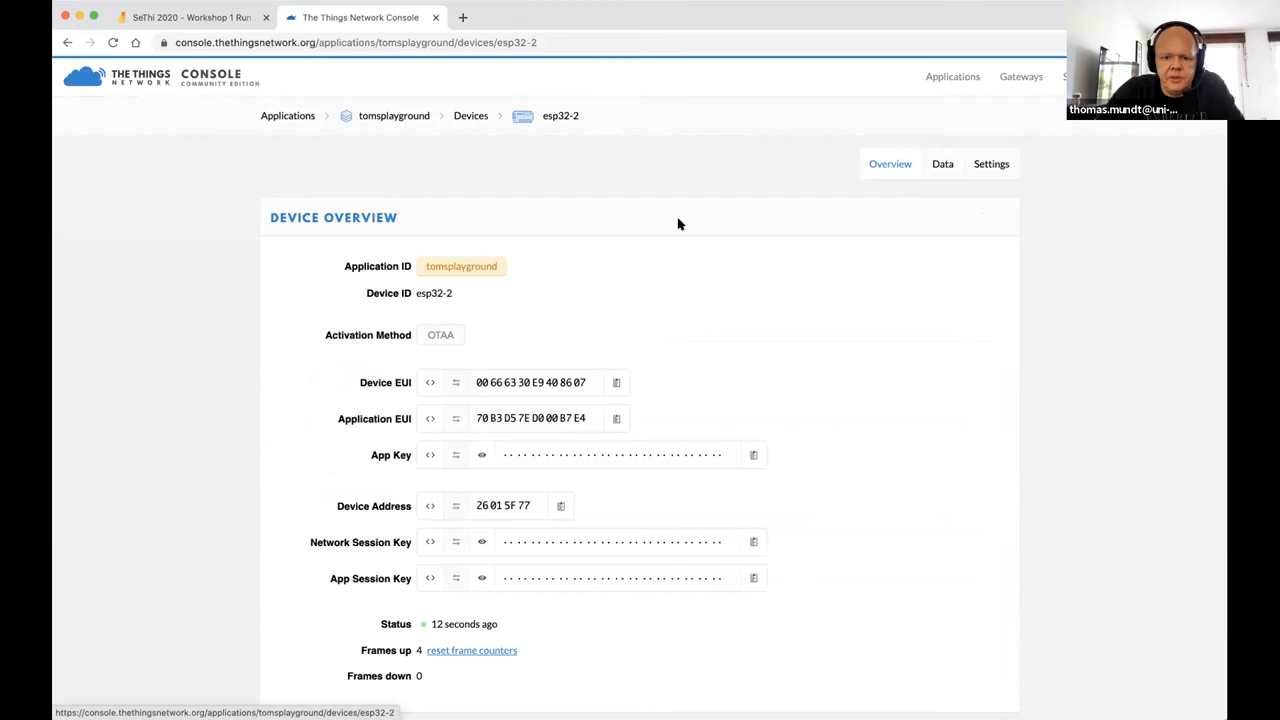 SeThi 2020 - Workshop 1 Run
The Things Network Console
console.thethingsnetwork.org/applications/tomsplayground/devices/esp32-2
THE THINGS NETWORK
CONSOLE
COMMUNITY EDITION
Applications
Gateways
thomas.mundt@uni-...
Applications
tomsplayground
Devices
esp32-2
Overview
Data
Settings
DEVICE OVERVIEW
Application ID tomsplayground
Device ID esp32-2
Activation Method OTAA
Device EUI 00 66 63 30 E9 40 86 07
Application EUI 70 B3 D5 7E D0 00 B7 E4
App Key
Device Address 26 01 5F 77
Network Session Key
App Session Key
Status 12 seconds ago
Frames up 4 reset frame counters
Frames down 0
https://console.thethingsnetwork.org/applications/tomsplayground/devices/esp32-2